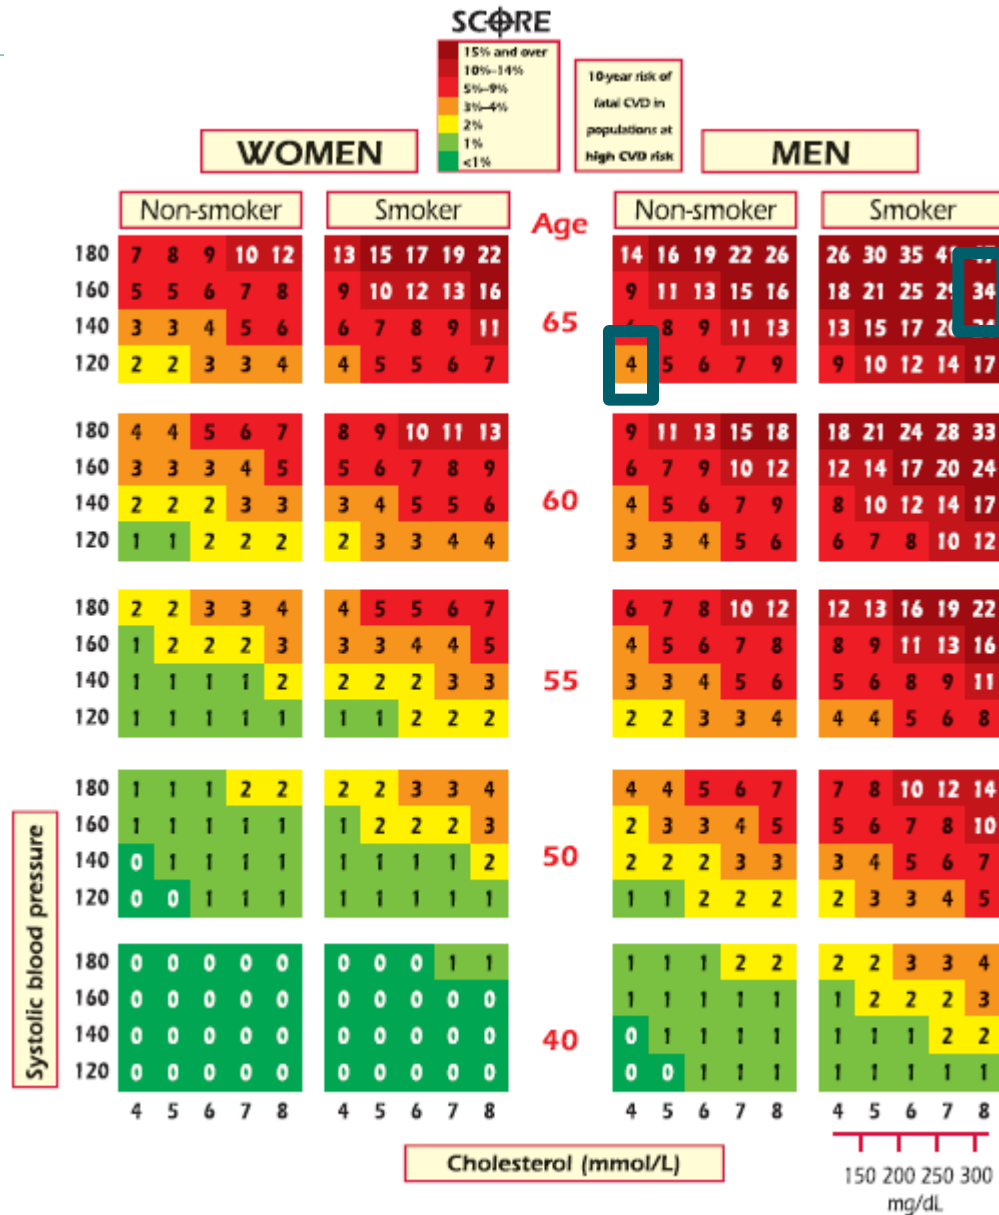 SCORE
15% and over
10%–14%
5%–9%
3%–4%
2%
1%
<1%
10-year risk of
fatal CVD in
populations at
high CVD risk
WOMEN MEN
Non-smoker Smoker Age Non-smoker Smoker
180 7 8 9 10 12 13 15 17 19 22 14 16 19 22 26 26 30 35 41
160 5 5 6 7 8 9 10 12 13 16 9 11 13 15 16 18 21 25 29 34
65
140 3 3 4 5 6 6 7 8 9 11 8 9 11 13 13 15 17 20
120 2 2 3 3 4 4 5 5 6 7 4 5 6 7 9 9 10 12 14 17
180 4 4 5 6 7 8 9 10 11 13 9 11 13 15 18 18 21 24 28 33
160 3 3 3 4 5 5 6 7 8 9 6 7 9 10 12 12 14 17 20 24
60
140 2 2 2 3 3 3 4 5 5 6 4 5 6 7 9 8 10 12 14 17
120 1 1 2 2 2 2 3 3 4 4 3 3 4 5 6 6 7 8 10 12
180 2 2 3 3 4 4 5 5 6 7 6 7 8 10 12 12 13 16 19 22
160 1 2 2 2 3 3 3 4 4 5 4 5 6 7 8 8 9 11 13 16
55
140 1 1 1 1 2 2 2 2 3 3 3 3 4 5 6 5 6 8 9 11
120 1 1 1 1 1 1 1 2 2 2 2 2 3 3 4 4 4 5 6 8
180 1 1 1 2 2 2 2 3 3 4 4 4 5 6 7 7 8 10 12 14
160 1 1 1 1 1 1 2 2 2 3 2 3 3 4 5 5 6 7 8 10
50
140 0 1 1 1 1 1 1 1 1 2 2 2 2 3 3 3 4 5 6 7
120 0 0 1 1 1 1 1 1 1 1 1 1 2 2 2 2 3 3 4 5
180 0 0 0 0 0 0 0 0 1 1 1 1 1 2 2 2 2 3 3 4
160 0 0 0 0 0 0 0 0 0 0 1 1 1 1 1 1 2 2 2 3
40
140 0 0 0 0 0 0 0 0 0 0 0 1 1 1 1 1 1 1 2 2
120 0 0 0 0 0 0 0 0 0 0 0 0 1 1 1 1 1 1 1 1
Systolic blood pressure
4 5 6 7 8 4 5 6 7 8 4 5 6 7 8 4 5 6 7 8
Cholesterol (mmol/L)
150 200 250 300
mg/dL